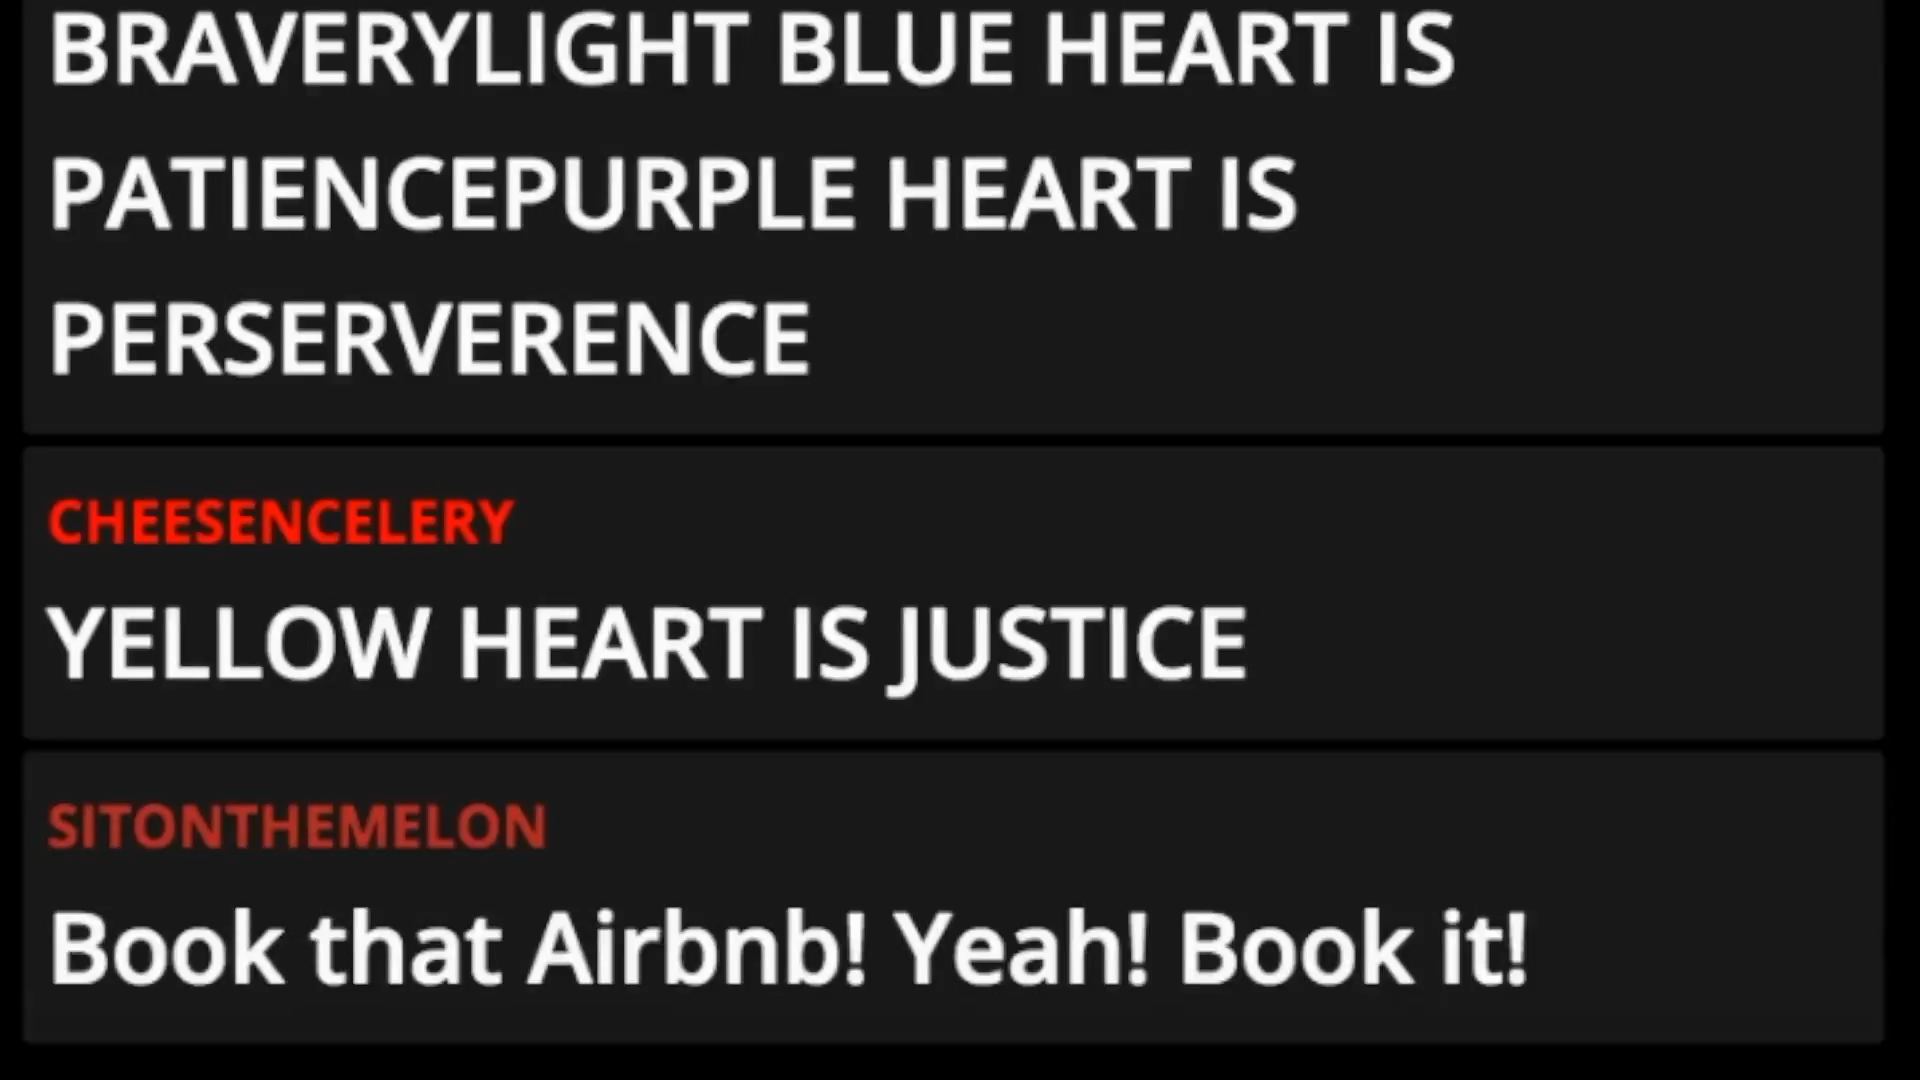 BRAVERYLIGHT BLUE HEART IS
PATIENCEPURPLE HEART IS
PERSERVERENCE
CHEESENCELERY
YELLOW HEART IS JUSTICE
SITONTHEMELON
Book that Airbnb! Yeah! Book it!